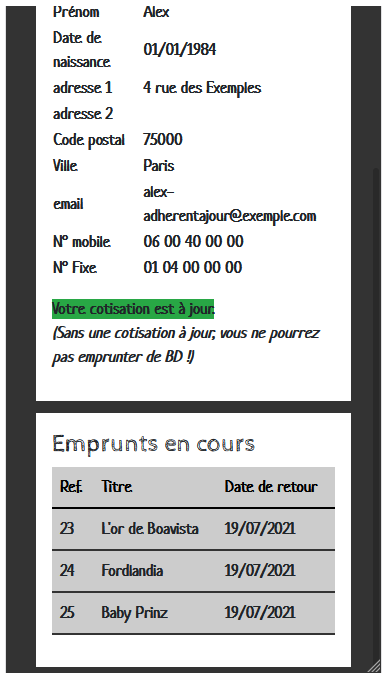 Prénom Alex
Date de naissance 01/01/1984
adresse 1 4 rue des Exemples
adresse 2
Code postal 75000
Ville Paris
email alex-adherentajour@exemple.com
N° mobile 06 00 40 00 00
N° Fixe 01 04 00 00 00
Votre cotisation est à jour.
(Sans une cotisation à jour, vous ne pourrez
pas emprunter de BD !)
Emprunts en cours
Ref. Titre Date de retour
23 L'or de Boavista 19/07/2021
24 Fordlandia 19/07/2021
25 Baby Prinz 19/07/2021